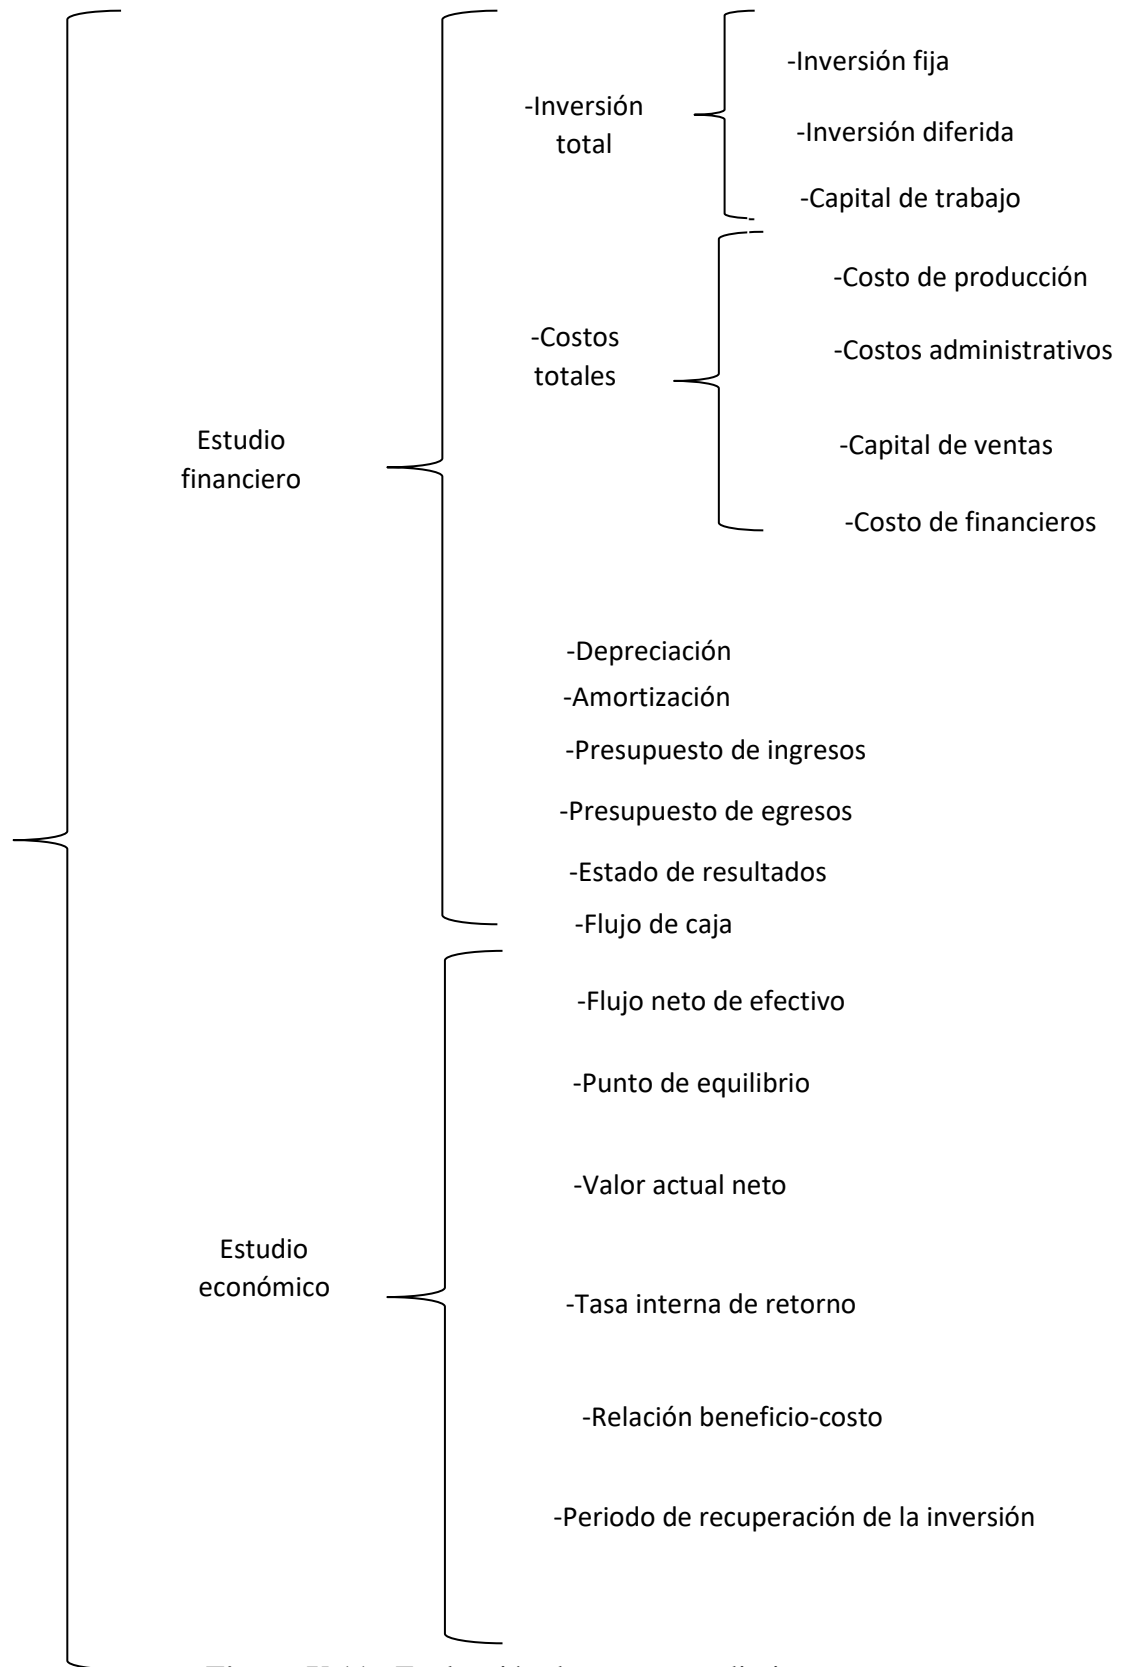 -Inversión
total
-Inversión fija
-Inversión diferida
-Capital de trabajo
-Costos
totales
-Costo de producción
-Costos administrativos
-Capital de ventas
-Costo de financieros
Estudio
financiero
-Depreciación
-Amortización
-Presupuesto de ingresos
-Presupuesto de egresos
-Estado de resultados
-Flujo de caja
Estudio
económico
-Flujo neto de efectivo
-Punto de equilibrio
-Valor actual neto
-Tasa interna de retorno
-Relación beneficio-costo
-Periodo de recuperación de la inversión